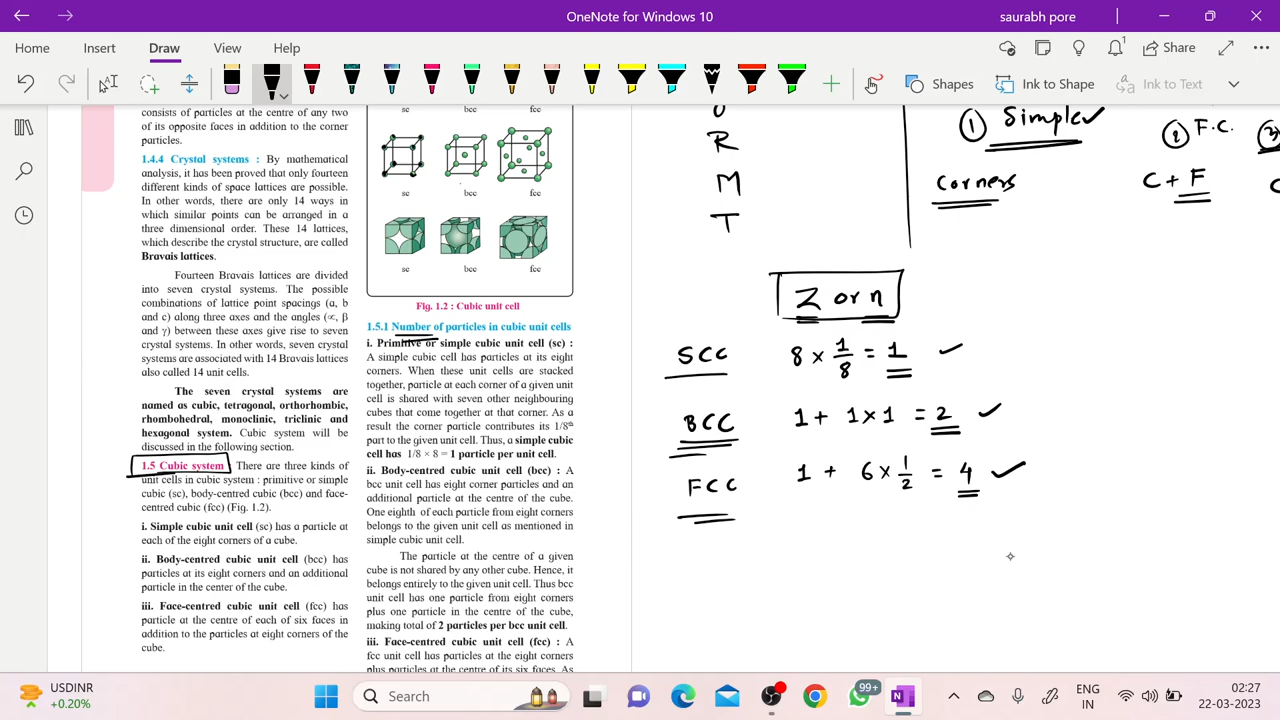 OneNote for Windows 10
saurabh pore
Home Insert Draw View Help
Share
Shapes
Ink to Shape
Ink to Text
consists of particles at the centre of any two
of its opposite faces in addition to the corner
particles.
1.4.4 Crystal systems : By mathematical
analysis, it has been proved that only fourteen
different kinds of space lattices are possible.
In other words, there are only 14 ways in
which similar points can be arranged in a
three dimensional order. These 14 lattices,
which describe the crystal structure, are called
Bravais lattices.
Fourteen Bravais lattices are divided
into seven crystal systems. The possible
combinations of lattice point spacings (a, b
and c) along three axes and the angles (∝, β
and γ) between these axes give rise to seven
crystal systems. In other words, seven crystal
systems are associated with 14 Bravais lattices
also called 14 unit cells.
The seven crystal systems are
named as cubic, tetragonal, orthorhombic,
rhombohedral, monoclinic, triclinic and
hexagonal system. Cubic system will be
discussed in the following section.
1.5 Cubic system : There are three kinds of
unit cells in cubic system : primitive or simple
cubic (sc), body-centred cubic (bcc) and face-
centred cubic (fcc) (Fig. 1.2).
i. Simple cubic unit cell (sc) has a particle at
each of the eight corners of a cube.
ii. Body-centred cubic unit cell (bcc) has
particles at its eight corners and an additional
particle in the center of the cube.
iii. Face-centred cubic unit cell (fcc) has
particle at the centre of each of six faces in
addition to the particles at eight corners of the
cube.
sc bcc fcc
sc bcc fcc
sc bcc fcc
Fig. 1.2 : Cubic unit cell
1.5.1 Number of particles in cubic unit cells
i. Primitive or simple cubic unit cell (sc) :
A simple cubic cell has particles at its eight
corners. When these unit cells are stacked
together, particle at each corner of a given unit
cell is shared with seven other neighbouring
cubes that come together at that corner. As a
result the corner particle contributes its 1/8th
part to the given unit cell. Thus, a simple cubic
cell has 1/8 × 8 = 1 particle per unit cell.
ii. Body-centred cubic unit cell (bcc) : A
bcc unit cell has eight corner particles and an
additional particle at the centre of the cube.
One eighth of each particle from eight corners
belongs to the given unit cell as mentioned in
simple cubic unit cell.
The particle at the centre of a given
cube is not shared by any other cube. Hence, it
belongs entirely to the given unit cell. Thus bcc
unit cell has one particle from eight corners
plus one particle in the centre of the cube,
making total of 2 particles per bcc unit cell.
iii. Face-centred cubic unit cell (fcc) : A
fcc unit cell has particles at the eight corners
plus particles at the centre of its six faces. As
O
R
M
T
① Simple ✓
② F.C.
③
Corners
C + F
C
Z or n
SCC 8 × 1/8 = 1 ✓
BCC 1 + 1×1 = 2 ✓
FCC 1 + 6 × 1/2 = 4 ✓
USDINR
+0.20%
Search
99+
ENG
IN
02:27
22-03-2023